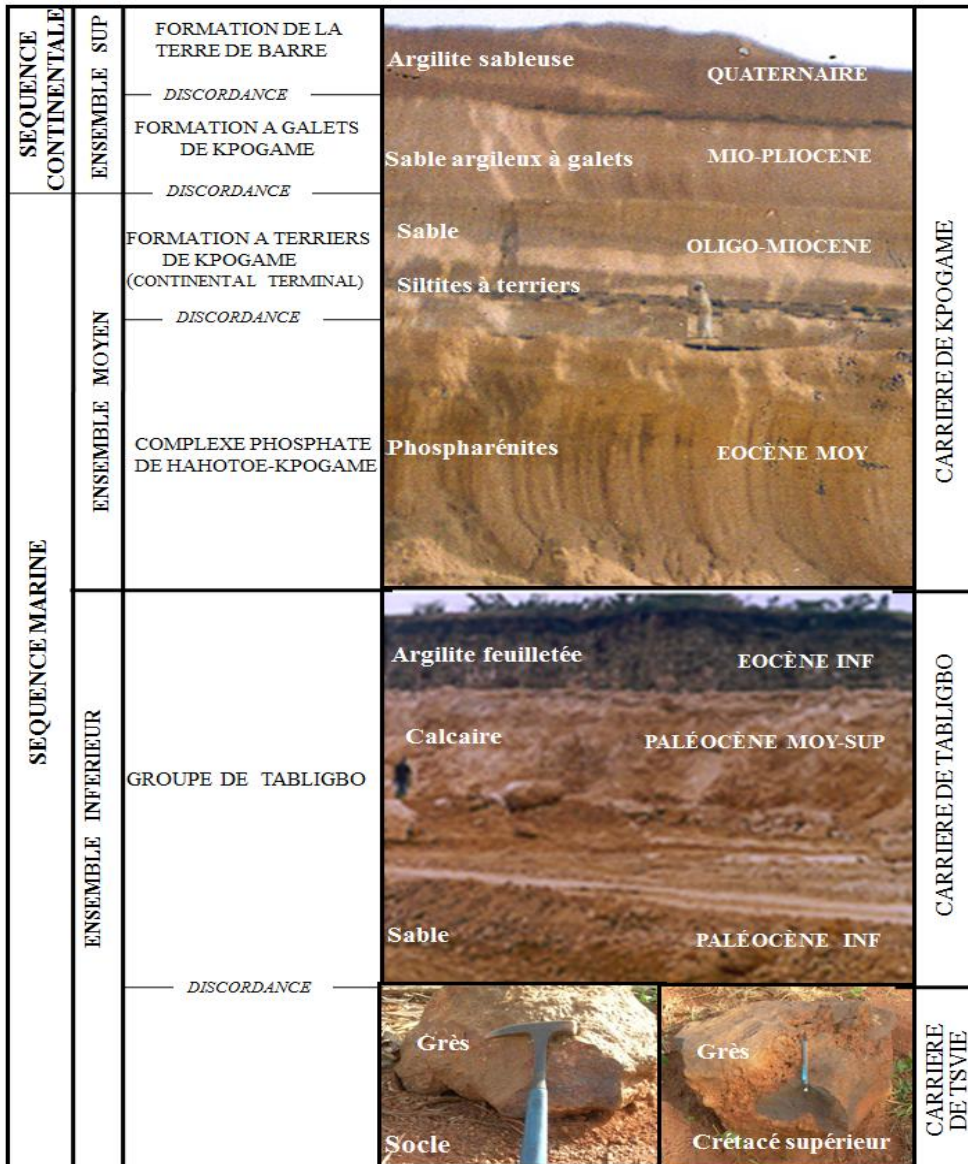 SEQUENCE
CONTINENTALE
SEQUENCE MARINE
ENSEMBLE SUP
ENSEMBLE MOYEN
ENSEMBLE INFERIEUR
FORMATION DE LA
TERRE DE BARRE
DISCORDANCE
FORMATION A GALETS
DE KPOGAME
DISCORDANCE
FORMATION A TERRIERS
DE KPOGAME
(CONTINENTAL TERMINAL)
DISCORDANCE
COMPLEXE PHOSPHATE
DE HAHOTOE-KPOGAME
GROUPE DE TABLIGBO
DISCORDANCE
Argilite sableuse
QUATERNAIRE
Sable argileux à galets
MIO-PLIOCENE
Sable
OLIGO-MIOCENE
Siltites à terriers
Phospharénites
EOCÈNE MOY
Argilite feuilletée
EOCÈNE INF
Calcaire
PALÉOCÈNE MOY-SUP
Sable
PALÉOCÈNE INF
Grès
Socle
Grès
Crétacé supérieur
CARRIERE DE KPOGAME
CARRIERE DE TABLIGBO
CARRIERE
DE TSVIE